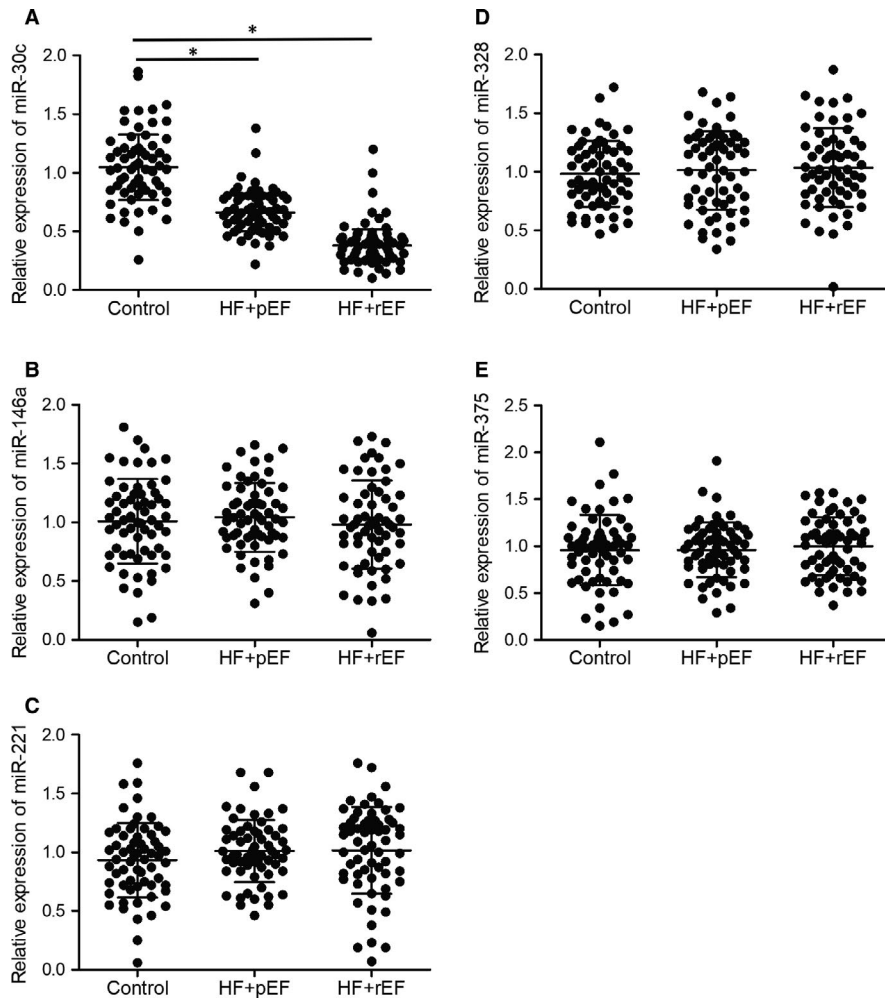 A
Relative expression of miR-30c
*
*
2.0
1.5
1.0
0.5
0.0
Control HF+pEF HF+rEF
B
Relative expression of miR-146a
2.0
1.5
1.0
0.5
0.0
Control HF+pEF HF+rEF
C
Relative expression of miR-221
2.0
1.5
1.0
0.5
0.0
Control HF+pEF HF+rEF
D
Relative expression of miR-328
2.0
1.5
1.0
0.5
0.0
Control HF+pEF HF+rEF
E
Relative expression of miR-375
2.5
2.0
1.5
1.0
0.5
0.0
Control HF+pEF HF+rEF